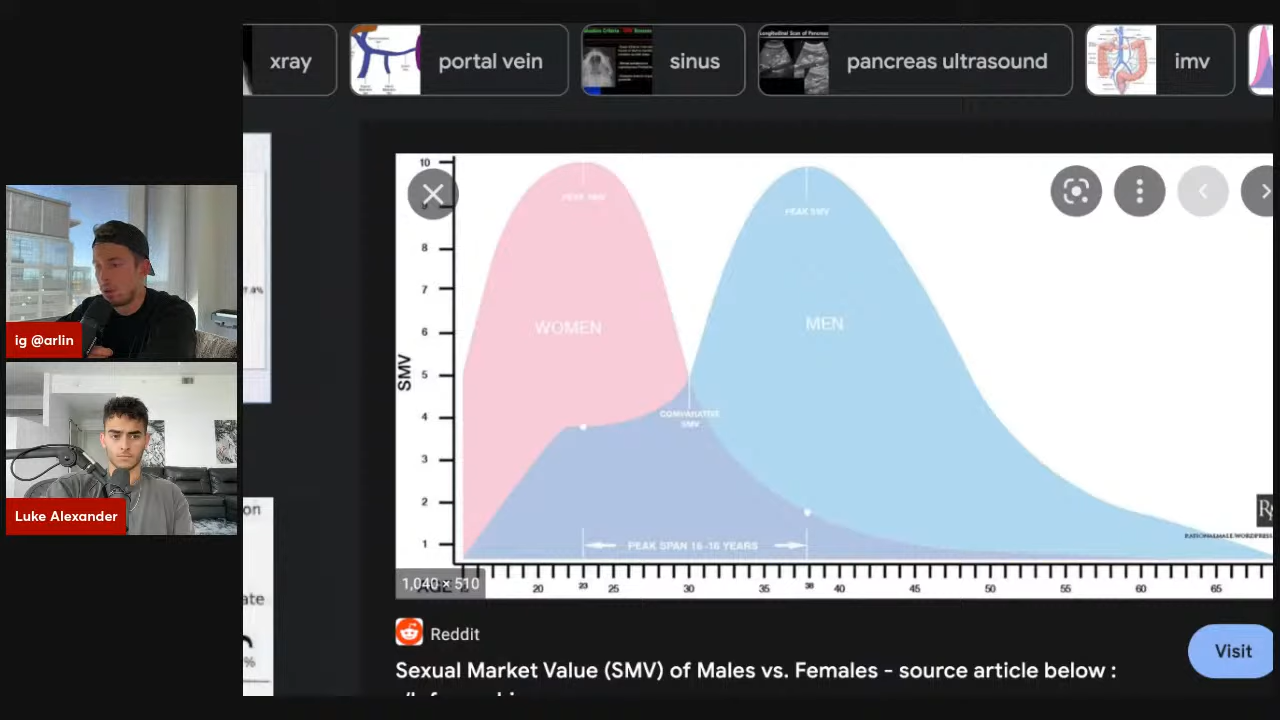 xray
portal vein
sinus
pancreas ultrasound
imv
ig @arlin
Luke Alexander
SMV
10
9
8
7
6
5
4
3
2
1
PEAK SMV
PEAK SMV
WOMEN
MEN
COMPARATIVE
SMV
PEAK SPAN 16-18 YEARS
20
23
25
30
35
38
40
45
50
55
60
65
AGE
1,040 × 510
Reddit
Visit
Sexual Market Value (SMV) of Males vs. Females - source article below :